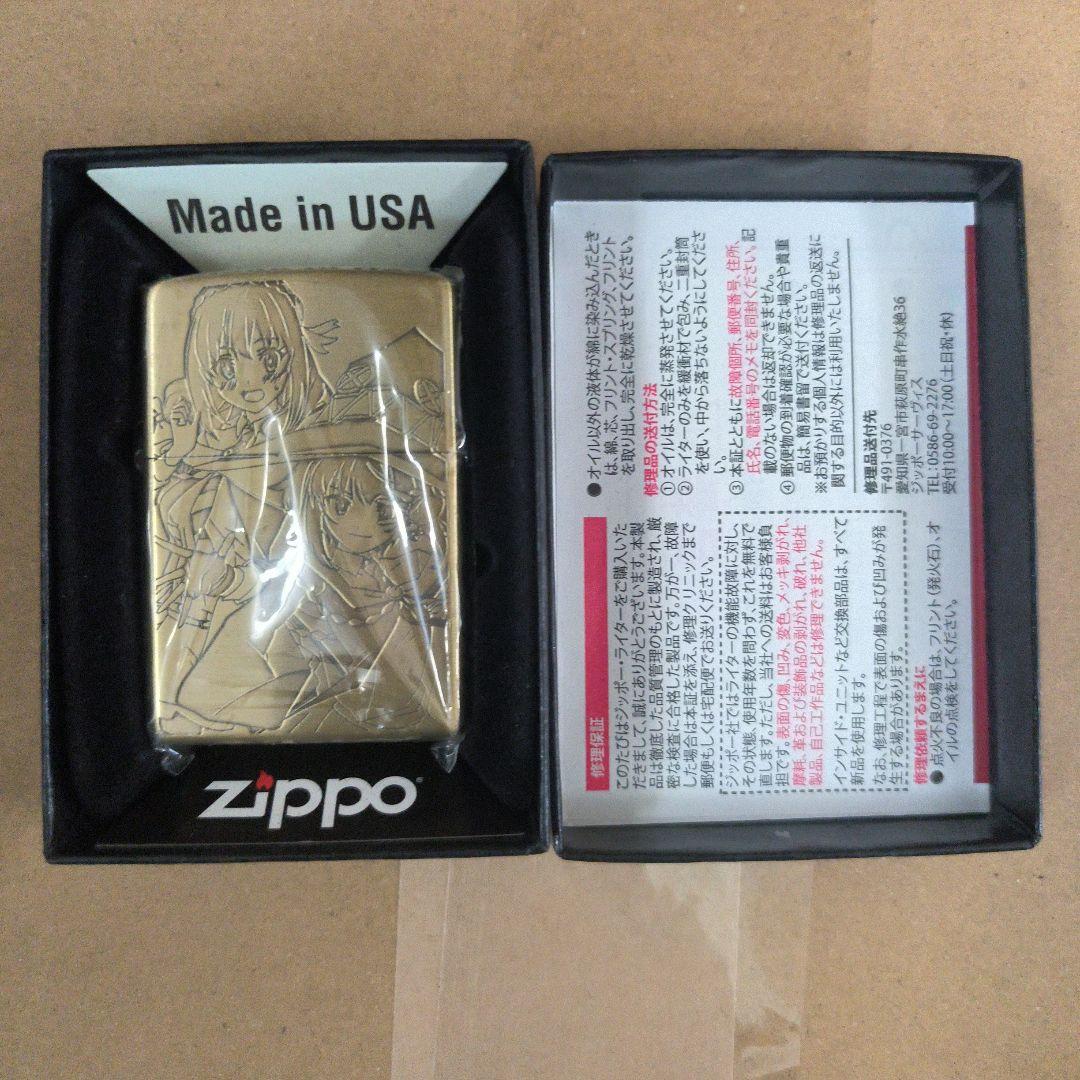 Made in USA
zippo
修理保証
このたびはジッポー・ライターをご購入いた
だきまして、誠にありがとうございます。本製
品は徹底した品質管理のもとに製造され、厳
密な検査に合格した製品です。万が一、故障
した場合は本証を添え、修理クリニックまで
郵便もしくは宅配便でお送りください。
ジッポー社ではライターの機能故障に対し、
その状態、使用年数を問わず、これを無料で
直します。ただし、当社への送料はお客様負
担です。表面の傷、凹み、変色、メッキ剥がれ、
摩耗、革および装飾品の剥がれ、破れ、他社
製品、自己工作品などは修理できません。
インサイド・ユニットなど交換部品は、すべて
新品を使用します。
なお、修理工程で表面の傷および凹みが発
生する場合があります。
修理依頼するまえに
● 点火不良の場合は、フリント（発火石）、オ
イルの点検をしてください。
● オイル以外の液体が綿に染み込んだとき
は、綿、芯、フリント・スプリング、フリント
を取り出し、完全に乾燥させてください。
修理品の送付方法
① オイルは、完全に蒸発させてください。
② ライターのみを緩衝材で包み、二重封筒
を使い、中から落ちないようにしてくださ
い。
③ 本証とともに故障個所、郵便番号、住所、
氏名、電話番号のメモを同封ください。記
載のない場合は返却できません。
④ 郵便物の到着確認が必要な場合や貴重
品は、簡易書留で送付ください。
※お預かりする個人情報は修理品の返送に
関する目的以外には利用いたしません。
修理品送付先
〒491-0376
愛知県一宮市萩原町串作水絶36
ジッポーサーヴィス
TEL:0586-69-2276
受付10:00～17:00（土日祝・休）